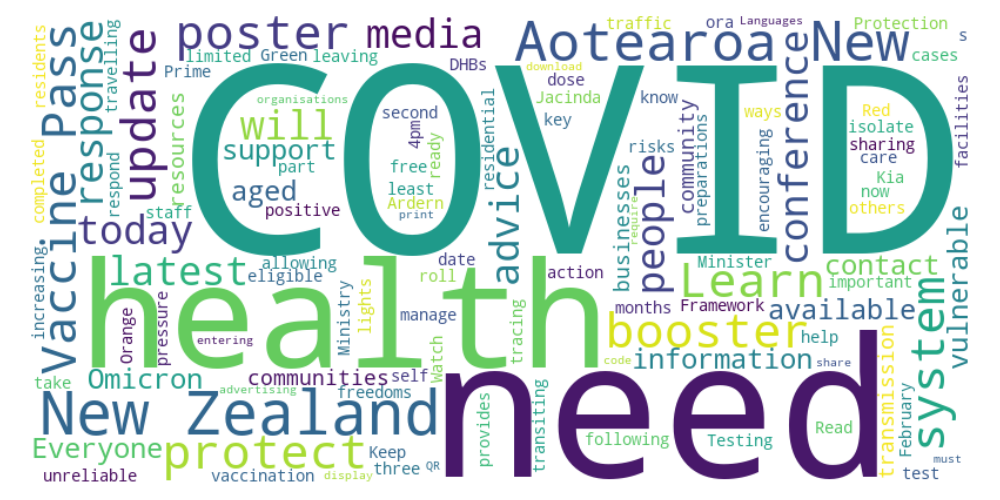 COVID
health
need
Aotearoa New
New Zealand
Vaccine Pass
poster
media
update
response
conference
people
advice
system
booster
protect
Learn
latest
today
will
support
aged
Omicron
Everyone
information
available
contact
vulnerable
community
communities
businesses
resources
transmission
residents
travelling
completed
respond
limited
Green
leaving
Prime
organisations
part
positive
staff
second
4pm
free
ready
least
Ardern
print
DHBs
download
dose
Jacinda
key
residential
traffic
ora
Languages
know
risks
preparations
ways
encouraging
require
Protection
s
cases
Red
isolate
sharing
care
Kia
now
others
facilities
increasing
allowing
eligible
date
roll
manage
Ministry
lights
Orange
pressure
entering
take
advertising
self
freedoms
Watch
tracing
action
months
Framework
Minister
important
help
code
share
unreliable
vaccination
Keep
three
QR
display
provides
transiting
following
Testing
Read
February
test
must